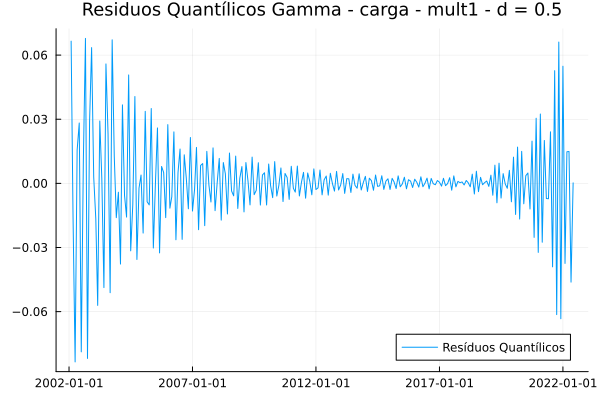 Resíduos Quantílicos Gamma - carga - mult1 - d = 0.5
0.06
0.03
0.00
−0.03
−0.06
Resíduos Quantílicos
2002-01-01 2007-01-01 2012-01-01 2017-01-01 2022-01-01